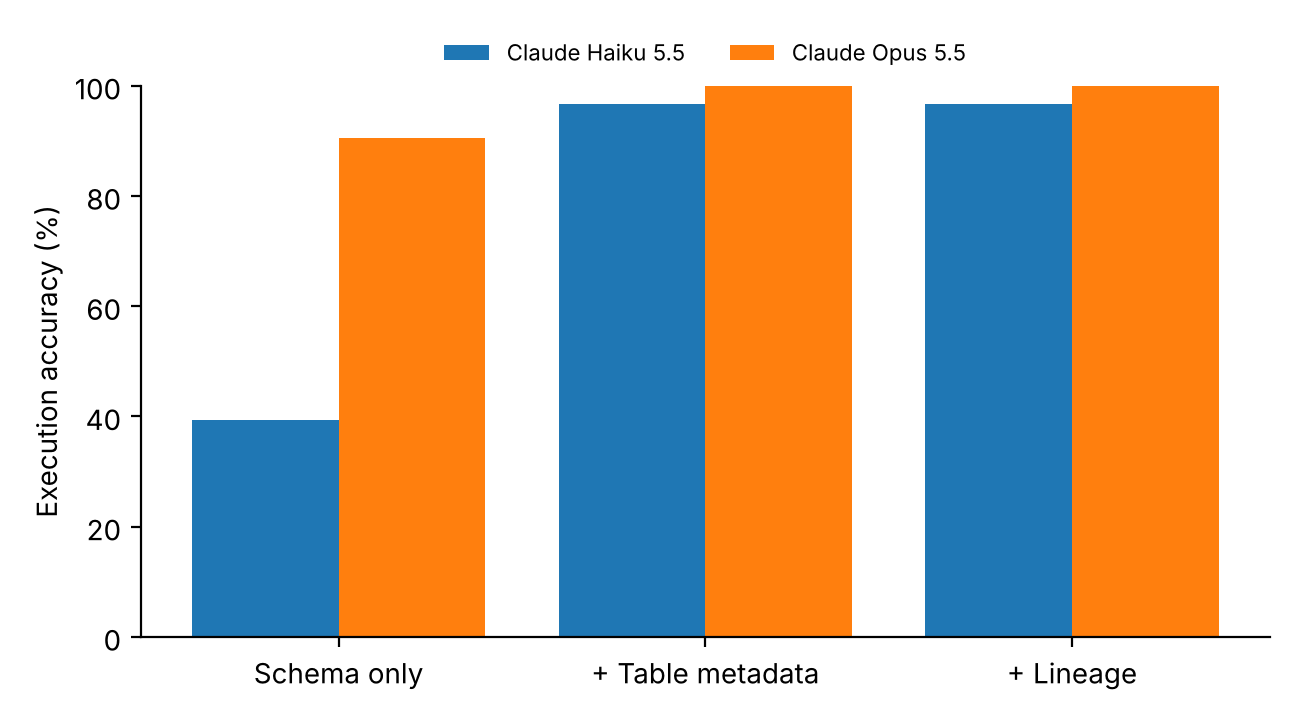 Claude Haiku 5.5 Claude Opus 5.5
100
80
60
40
20
0
Execution accuracy (%)
Schema only + Table metadata + Lineage